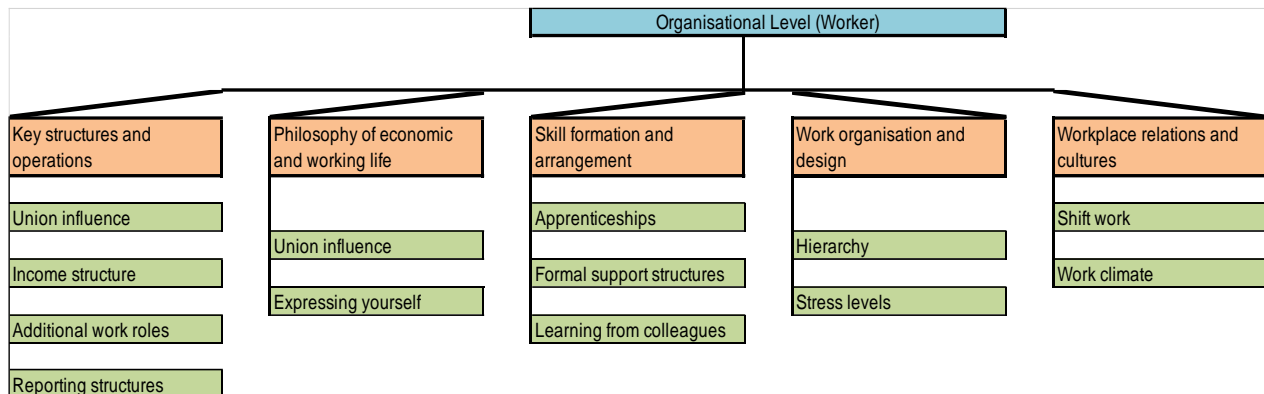 Organisational Level (Worker)
Key structures and
operations
Philosophy of economic
and working life
Skill formation and
arrangement
Work organisation and
design
Workplace relations and
cultures
Union influence
Income structure
Additional work roles
Reporting structures
Union influence
Expressing yourself
Apprenticeships
Formal support structures
Learning from colleagues
Hierarchy
Stress levels
Shift work
Work climate